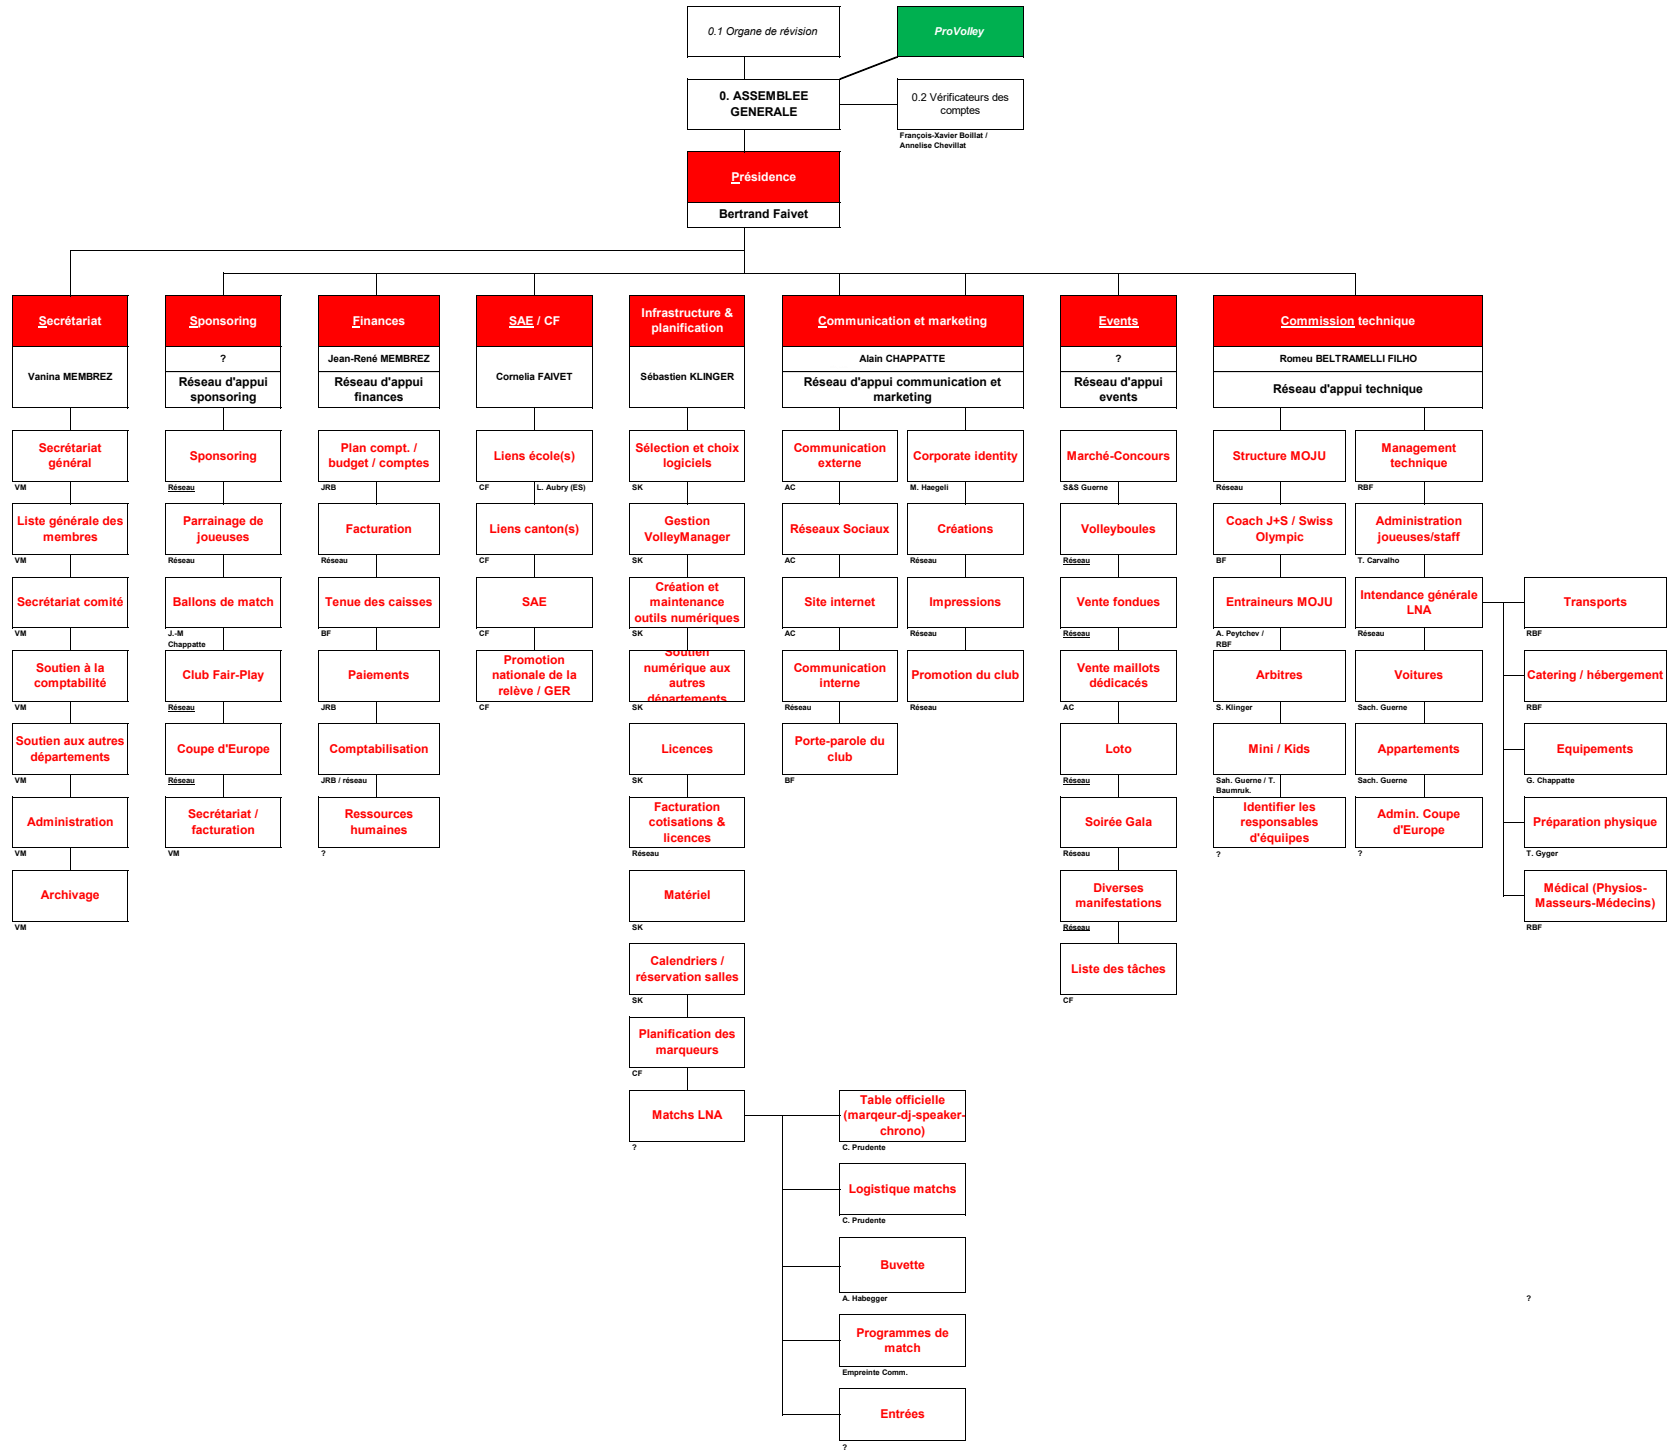 0.1 Organe de révision
ProVolley
0. ASSEMBLEE
GENERALE
0.2 Vérificateurs des
comptes
François-Xavier Boillat /
Annelise Chevillat
Présidence
Bertrand Faivet
Secrétariat
Vanina MEMBREZ
Secrétariat
général
VM
Liste générale des
membres
VM
Secrétariat comité
VM
Soutien à la
comptabilité
VM
Soutien aux autres
départements
VM
Administration
VM
Archivage
VM
Sponsoring
?
Réseau d'appui
sponsoring
Sponsoring
Réseau
Parrainage de
joueuses
Réseau
Ballons de match
J.-M
Chappatte
Club Fair-Play
Réseau
Coupe d'Europe
Réseau
Secrétariat /
facturation
VM
Finances
Jean-René MEMBREZ
Réseau d'appui
finances
Plan compt. /
budget / comptes
JRB
Facturation
Réseau
Tenue des caisses
BF
Paiements
JRB
Comptabilisation
JRB / réseau
Ressources
humaines
?
SAE / CF
Cornelia FAIVET
Liens école(s)
CF
L. Aubry (ES)
Liens canton(s)
CF
SAE
CF
Promotion
nationale de la
relève / GER
CF
Infrastructure &
planification
Sébastien KLINGER
Sélection et choix
logiciels
SK
Gestion
VolleyManager
SK
Création et
maintenance
outils numériques
SK
Soutien
numérique aux
autres
départements
SK
Licences
SK
Facturation
cotisations &
licences
Réseau
Matériel
SK
Calendriers /
réservation salles
SK
Planification des
marqueurs
CF
Matchs LNA
?
Table officielle
(marqeur-dj-speaker-
chrono)
C. Prudente
Logistique matchs
C. Prudente
Buvette
A. Habegger
Programmes de
match
Empreinte Comm.
Entrées
?
Communication et marketing
Alain CHAPPATTE
Réseau d'appui communication et
marketing
Communication
externe
AC
Réseaux Sociaux
AC
Site internet
AC
Communication
interne
Réseau
Porte-parole du
club
BF
Corporate identity
M. Haegeli
Créations
Réseau
Impressions
Réseau
Promotion du club
Réseau
Events
?
Réseau d'appui
events
Marché-Concours
S&S Guerne
Volleyboules
Réseau
Vente fondues
Réseau
Vente maillots
dédicacés
AC
Loto
Réseau
Soirée Gala
Réseau
Diverses
manifestations
Réseau
Liste des tâches
CF
Commission technique
Romeu BELTRAMELLI FILHO
Réseau d'appui technique
Structure MOJU
Réseau
Coach J+S / Swiss
Olympic
BF
Entraineurs MOJU
A. Peytchev /
RBF
Arbitres
S. Klinger
Mini / Kids
Sah. Guerne / T.
Baumruk.
Identifier les
responsables
d'équiipes
?
Management
technique
RBF
Administration
joueuses/staff
T. Carvalho
Intendance générale
LNA
Réseau
Voitures
Sach. Guerne
Appartements
Sach. Guerne
Admin. Coupe
d'Europe
?
Transports
RBF
Catering / hébergement
RBF
Equipements
G. Chappatte
Préparation physique
T. Gyger
Médical (Physios-
Masseurs-Médecins)
RBF
?